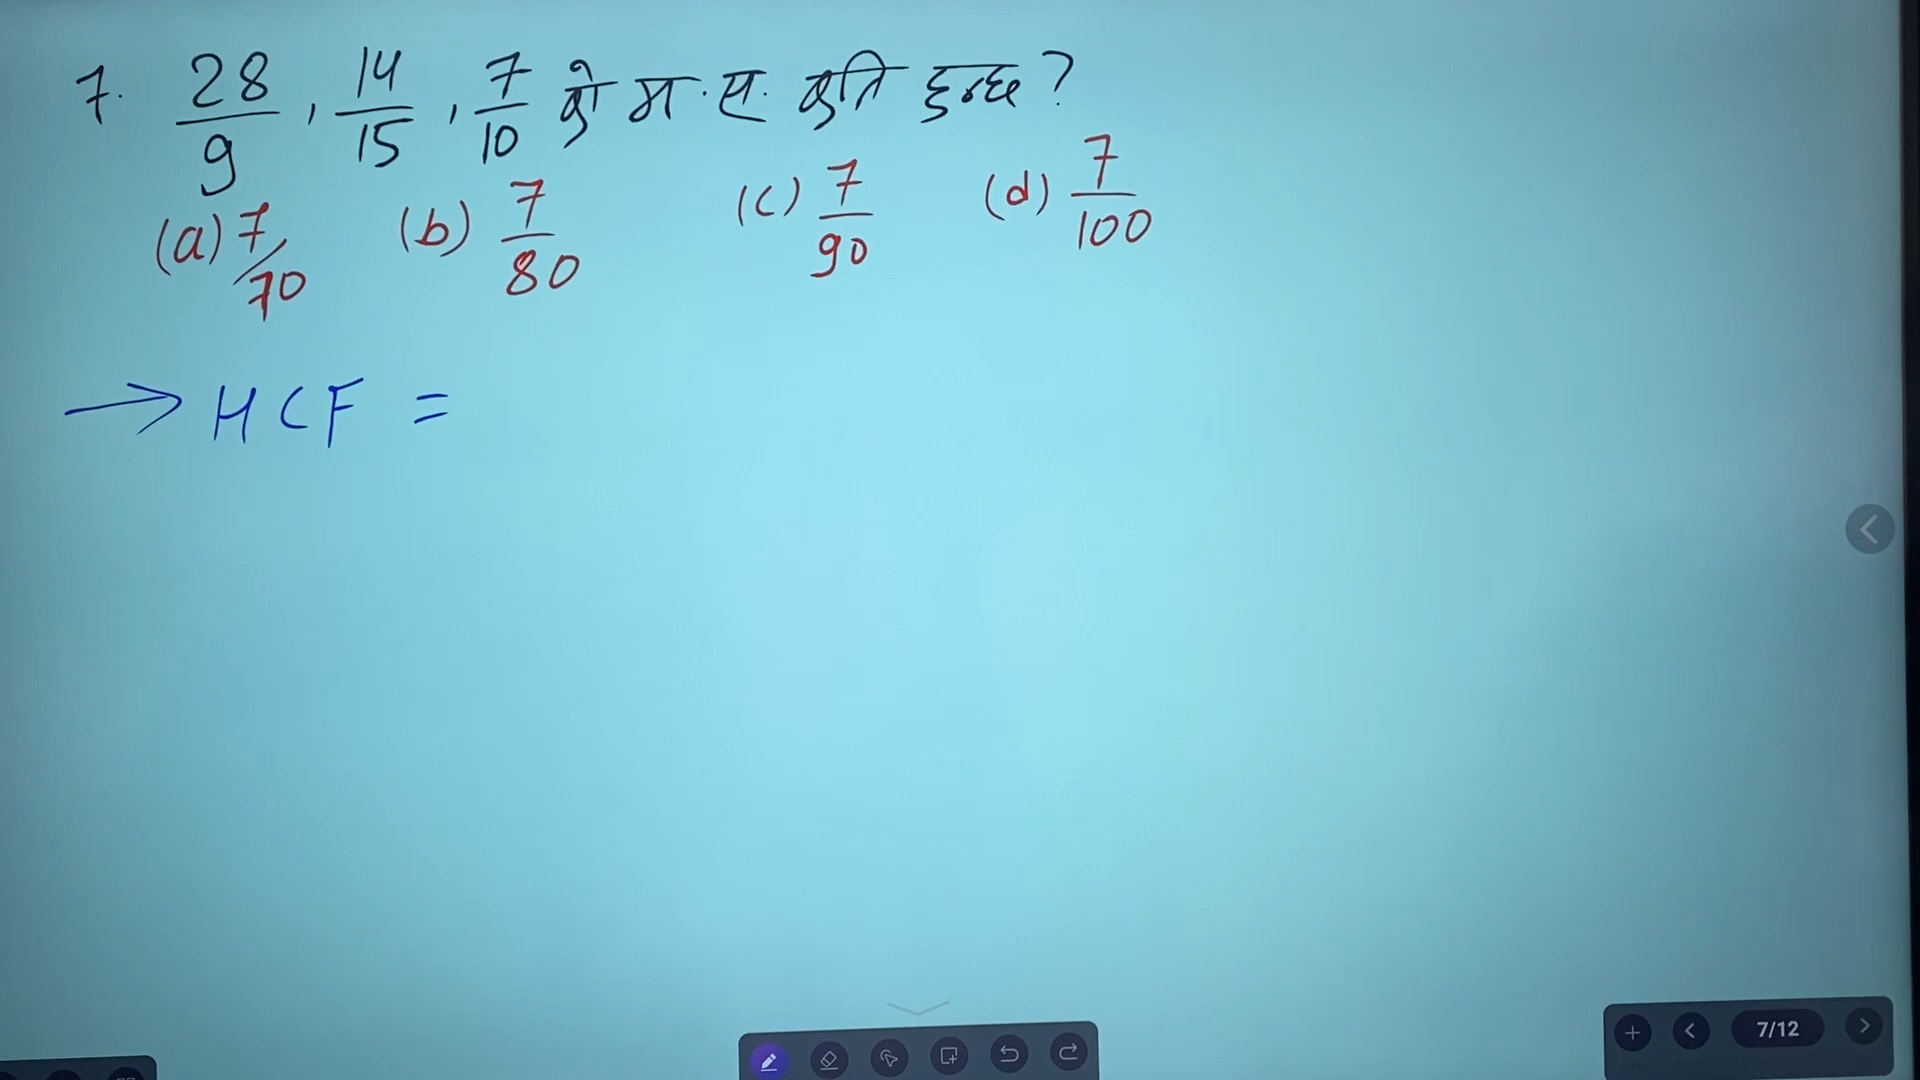 7. 28/9, 14/15, 7/10 को म.स. कति हुन्छ?
(a) 7/70 (b) 7/80 (c) 7/90 (d) 7/100
→ HCF =
7/12